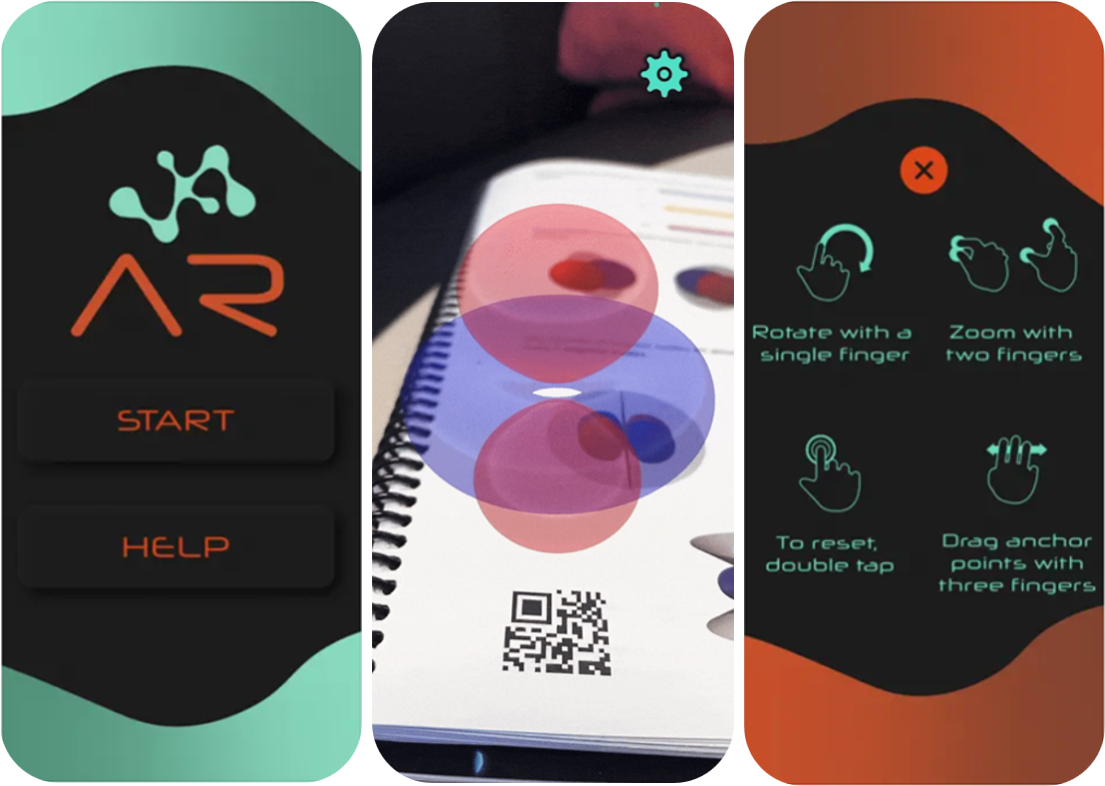 AR
START
HELP
Rotate with a
single finger
Zoom with
two fingers
To reset,
double tap
Drag anchor
points with
three fingers